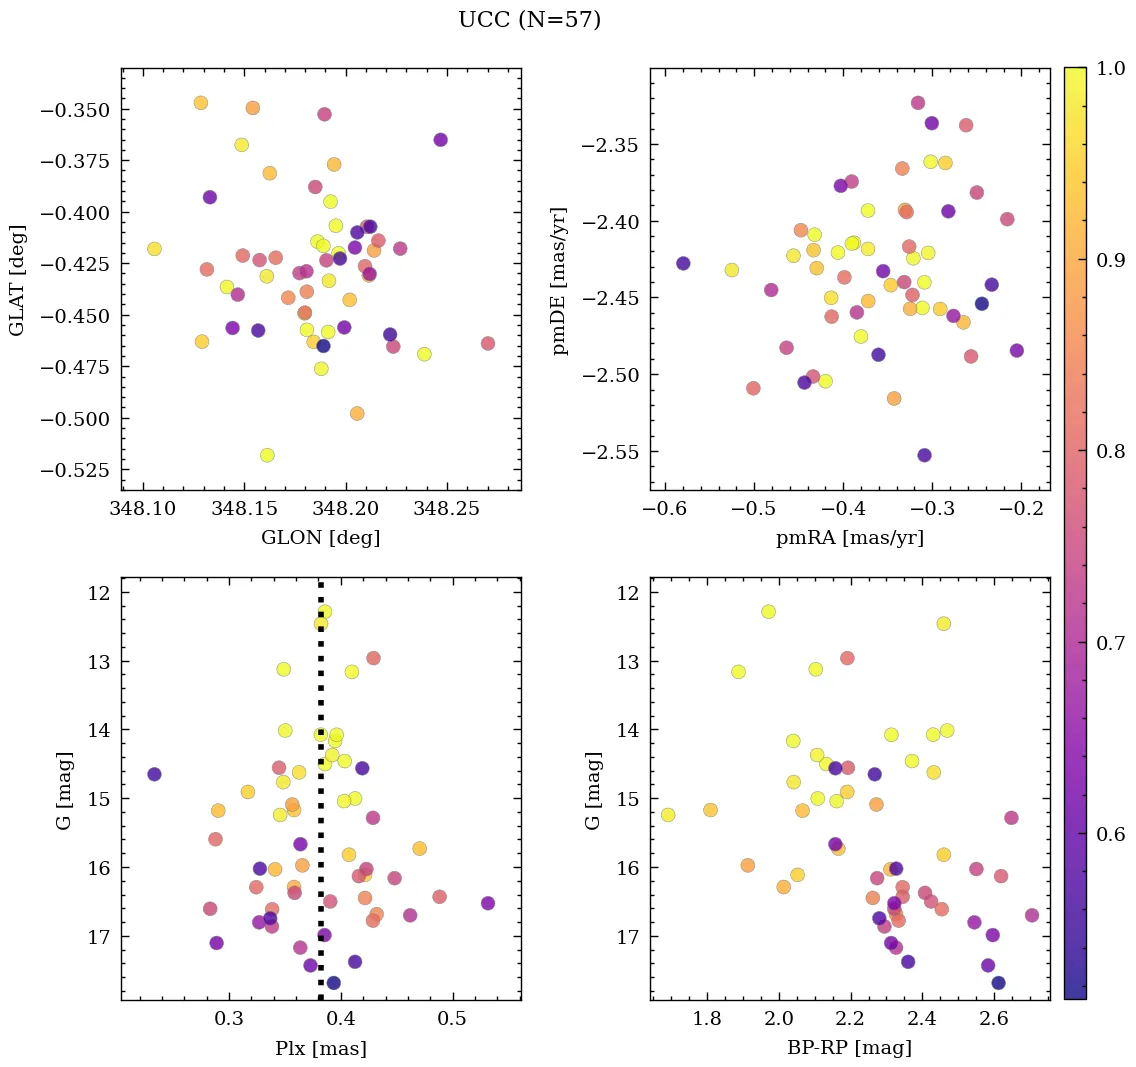 UCC (N=57)
−0.350
−0.375
−0.400
−0.425
−0.450
−0.475
−0.500
−0.525
GLAT [deg]
348.10 348.15 348.20 348.25
GLON [deg]
−2.35
−2.40
−2.45
−2.50
−2.55
pmDE [mas/yr]
−0.6 −0.5 −0.4 −0.3 −0.2
pmRA [mas/yr]
12
13
14
15
16
17
G [mag]
0.3 0.4 0.5
Plx [mas]
12
13
14
15
16
17
G [mag]
1.8 2.0 2.2 2.4 2.6
BP-RP [mag]
1.0
0.9
0.8
0.7
0.6